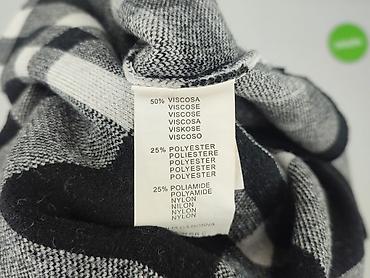 50% VISCOSA
VISCOSE
VISCOSE
VISCOSA
VISKOSE
VISCOSO
25% POLYESTER
POLIESTERE
POLYESTER
POLYESTER
POLYESTER
25% POLIAMIDE
POLYAMIDE
NYLON
NILON
NYLON
NYLON